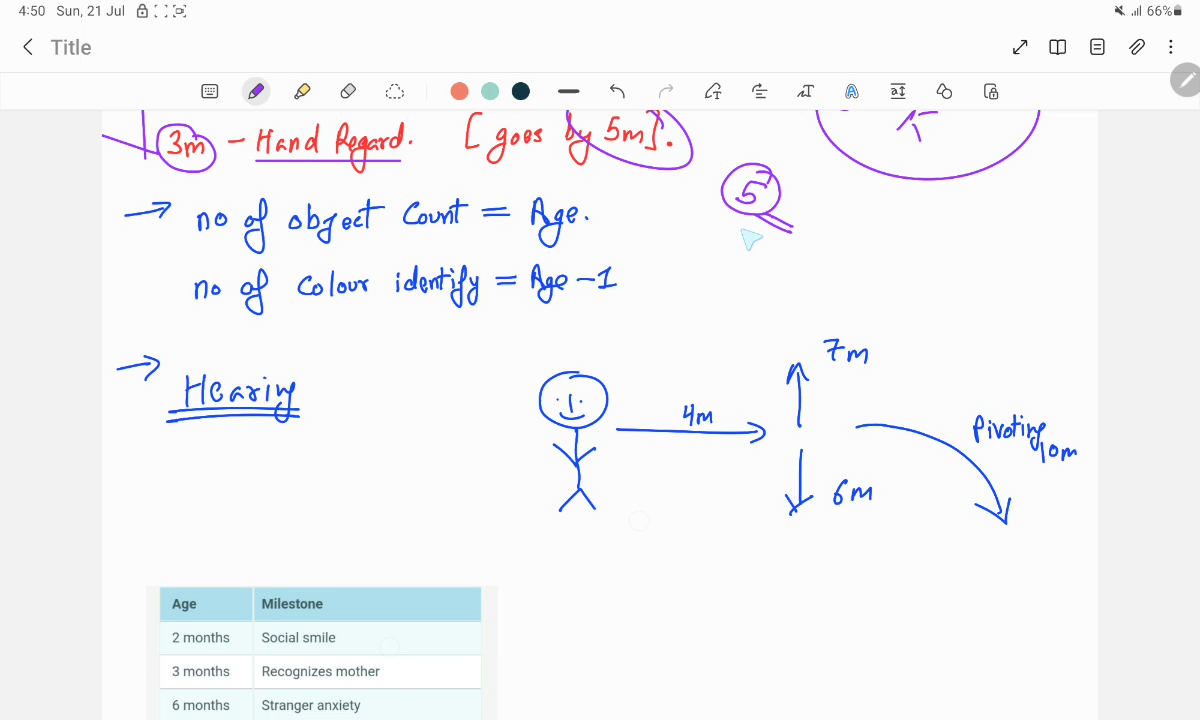 4:50 Sun, 21 Jul 66%
Title
3m - Hand Regard. [goes by 5m].
5
→ no of object Count = Age.
no of Colour identify = Age -1
→ Hearing
4m
7m
6m
Pivoting 10m
Age Milestone
2 months Social smile
3 months Recognizes mother
6 months Stranger anxiety